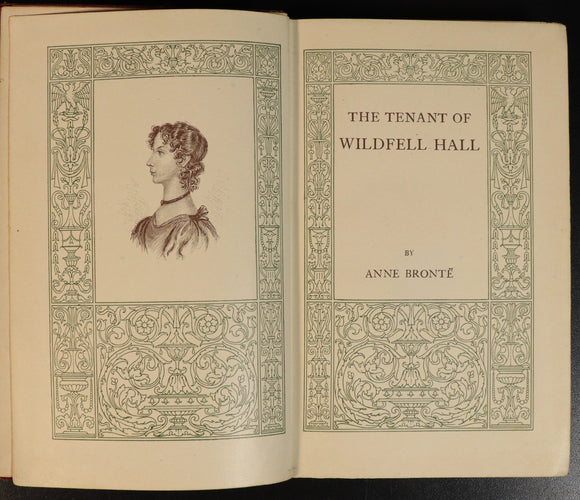 THE TENANT OF
WILDFELL HALL
BY
ANNE BRONTË